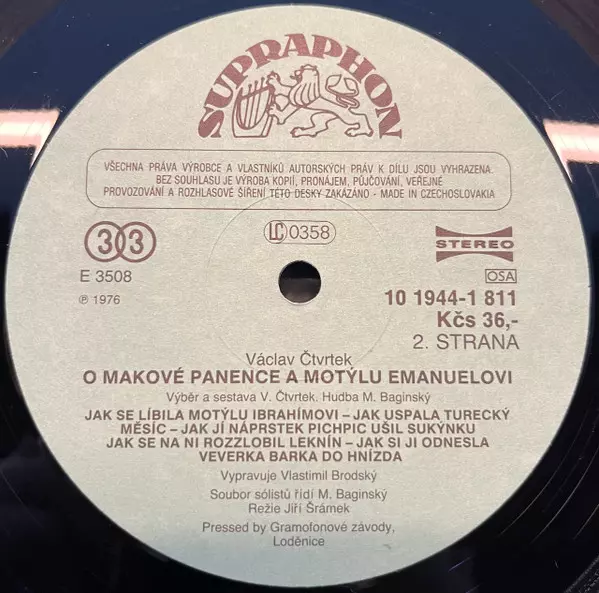 SUPRAPHON
VŠECHNA PRÁVA VÝROBCE A VLASTNÍKŮ AUTORSKÝCH PRÁV K DÍLU JSOU VYHRAZENA.
BEZ SOUHLASU JE VÝROBA KOPIÍ, PRONÁJEM, PŮJČOVÁNÍ, VEŘEJNÉ
PROVOZOVÁNÍ A ROZHLASOVÉ ŠÍŘENÍ TÉTO DESKY ZAKÁZÁNO - MADE IN CZECHOSLOVAKIA
33
LC 0358
STEREO
E 3508
OSA
℗ 1976
10 1944-1 811
Kčs 36,-
2. STRANA
Václav Čtvrtek
O MAKOVÉ PANENCE A MOTÝLU EMANUELOVI
Výběr a sestava V. Čtvrtek. Hudba M. Baginský
JAK SE LÍBILA MOTÝLU IBRAHÍMOVI – JAK USPALA TURECKÝ
MĚSÍC – JAK JÍ NÁPRSTEK PICHPIC UŠIL SUKÝNKU
JAK SE NA NI ROZZLOBIL LEKNÍN – JAK SI JI ODNESLA
VEVERKA BARKA DO HNÍZDA
Vypravuje Vlastimil Brodský
Soubor sólistů řídí M. Baginský
Režie Jiří Šrámek
Pressed by Gramofonové závody,
Loděnice